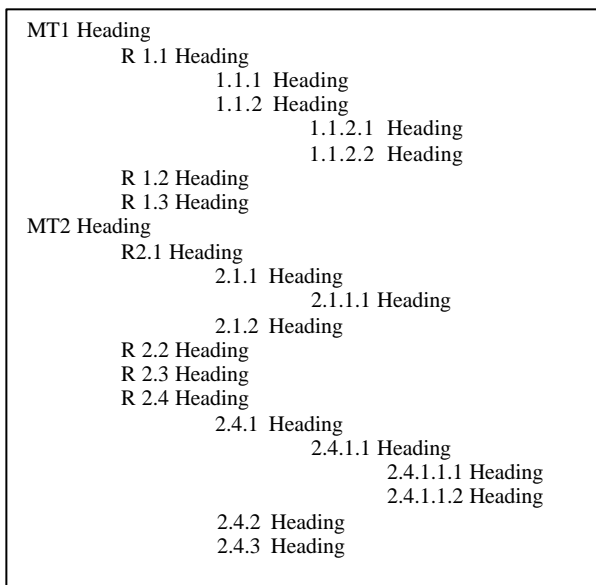 MT1 Heading
R 1.1 Heading
1.1.1 Heading
1.1.2 Heading
1.1.2.1 Heading
1.1.2.2 Heading
R 1.2 Heading
R 1.3 Heading
MT2 Heading
R2.1 Heading
2.1.1 Heading
2.1.1.1 Heading
2.1.2 Heading
R 2.2 Heading
R 2.3 Heading
R 2.4 Heading
2.4.1 Heading
2.4.1.1 Heading
2.4.1.1.1 Heading
2.4.1.1.2 Heading
2.4.2 Heading
2.4.3 Heading